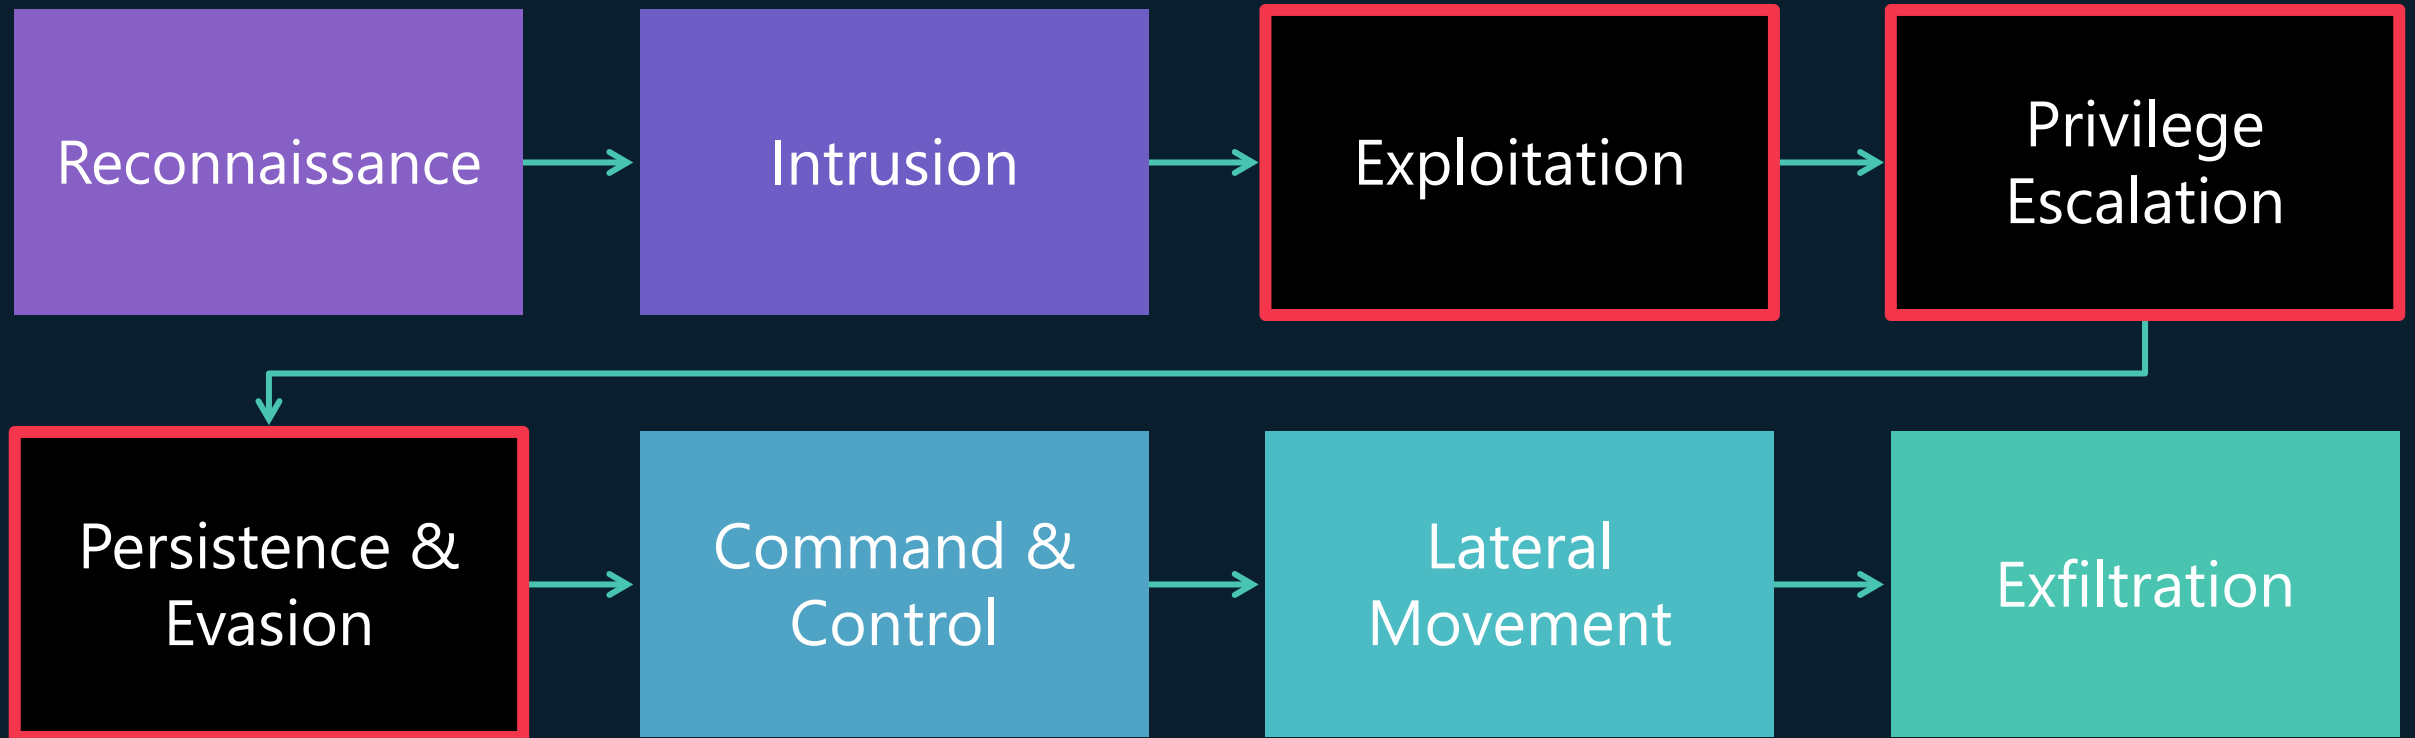 Reconnaissance
Intrusion
Exploitation
Privilege
Escalation
Persistence &
Evasion
Command &
Control
Lateral
Movement
Exfiltration